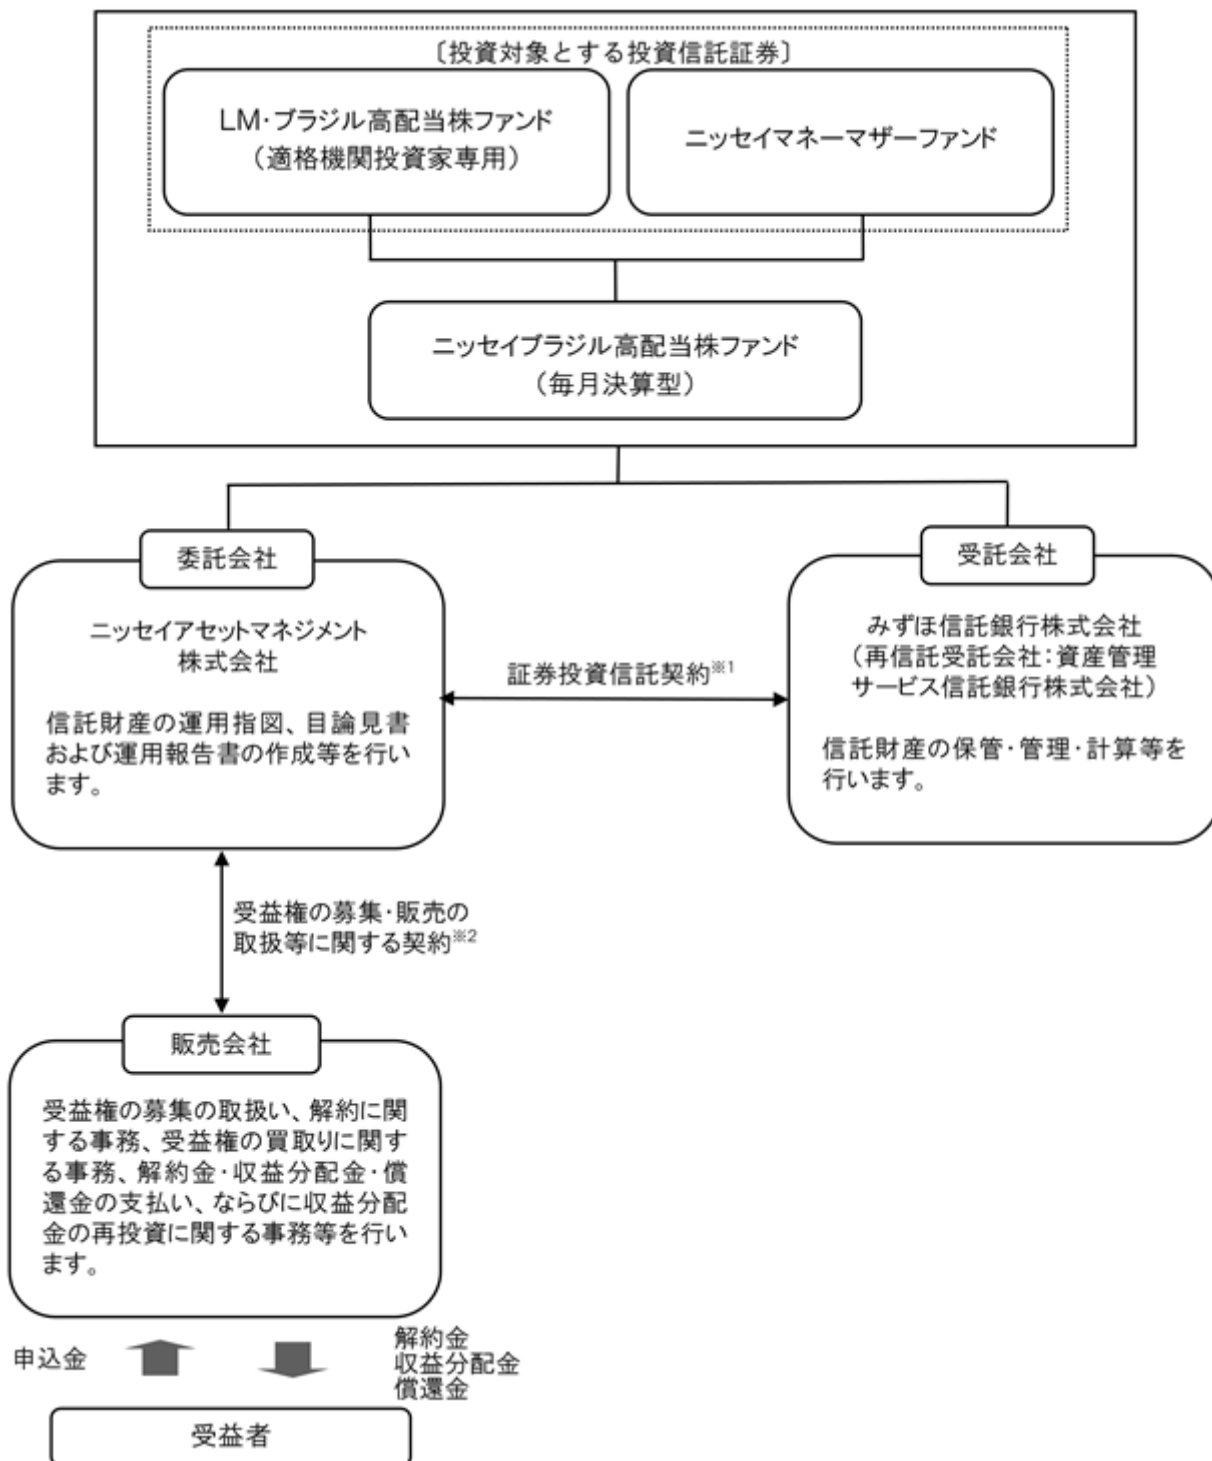 〔投資対象とする投資信託証券〕
LM・ブラジル高配当株ファンド
（適格機関投資家専用）
ニッセイマネーマザーファンド
ニッセイブラジル高配当株ファンド
（毎月決算型）
委託会社
ニッセイアセットマネジメント
株式会社
信託財産の運用指図、目論見書
および運用報告書の作成等を行い
ます。
証券投資信託契約※1
受託会社
みずほ信託銀行株式会社
（再信託受託会社：資産管理
サービス信託銀行株式会社）
信託財産の保管・管理・計算等を
行います。
受益権の募集・販売の
取扱等に関する契約※2
販売会社
受益権の募集の取扱い、解約に関
する事務、受益権の買取りに関す
る事務、解約金・収益分配金・償
還金の支払い、ならびに収益分配
金の再投資に関する事務等を行い
ます。
申込金
解約金
収益分配金
償還金
受益者